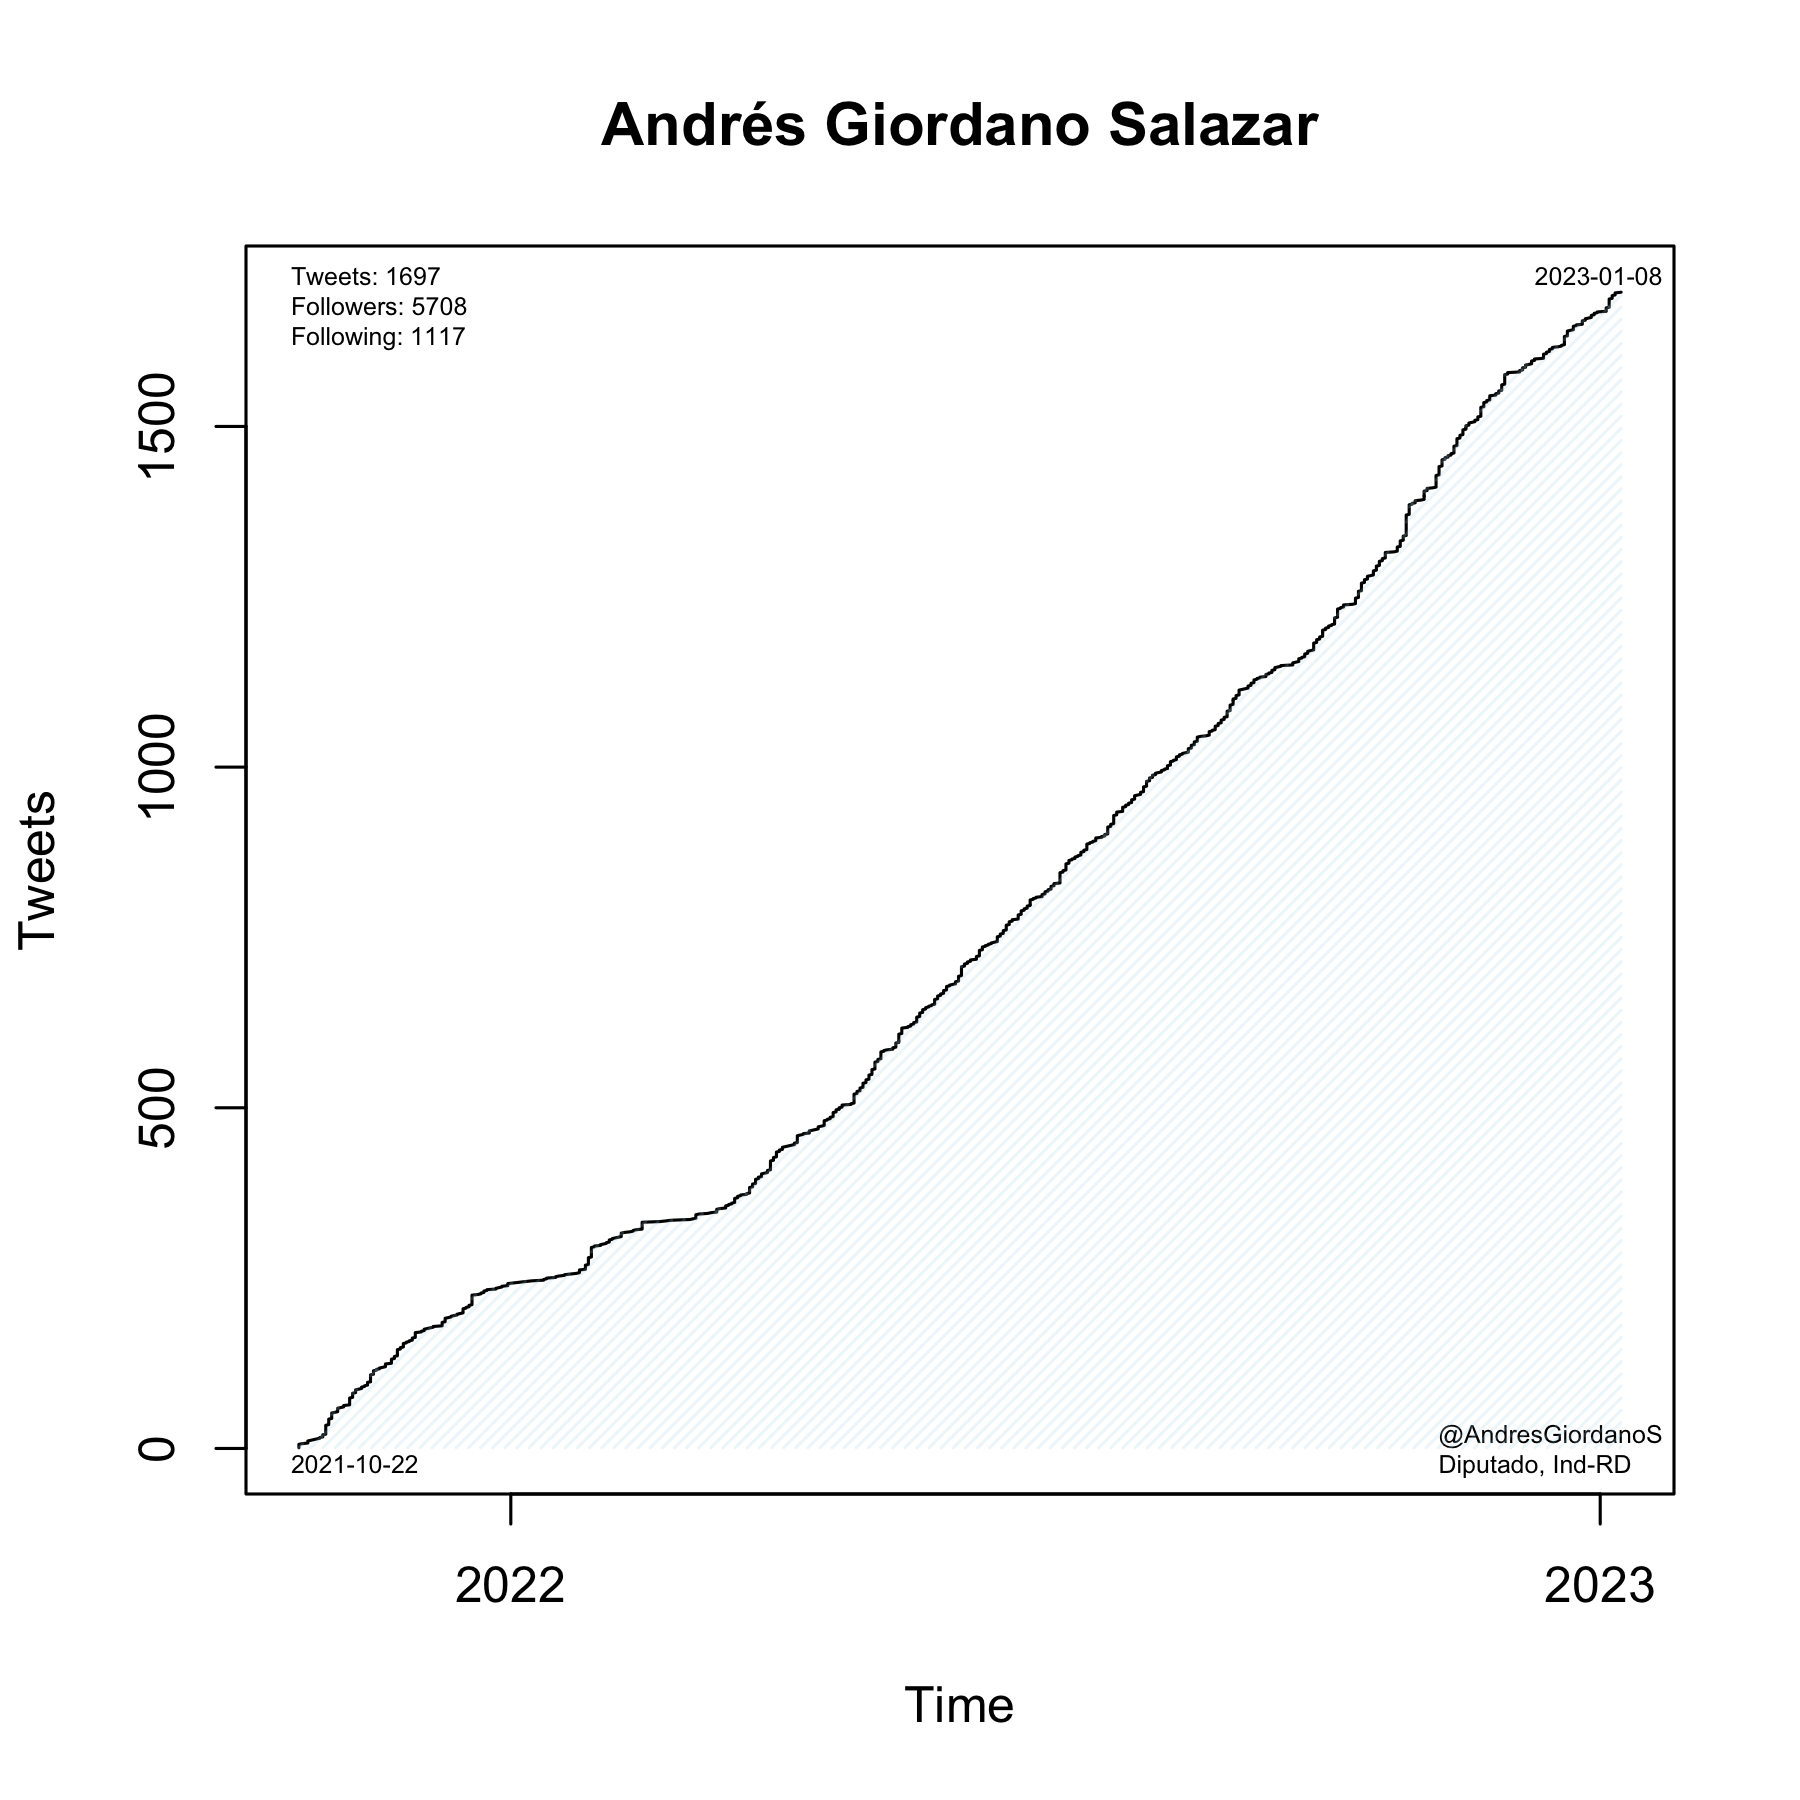 Andrés Giordano Salazar
Tweets: 1697
Followers: 5708
Following: 1117
2023-01-08
1500
1000
500
0
Tweets
@AndresGiordanoS
Diputado, Ind-RD
2021-10-22
2022
2023
Time